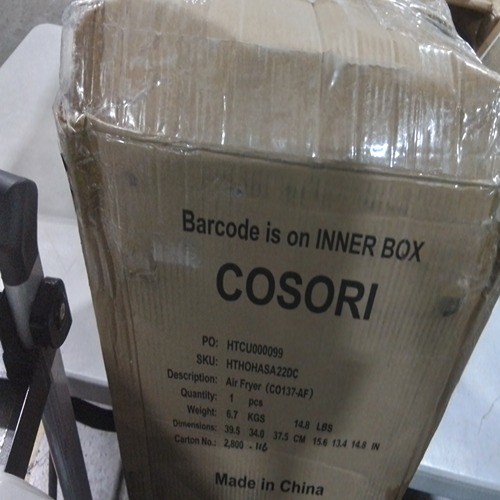 Barcode is on INNER BOX
COSORI
PO: HTCU000099
SKU: HTHOHASA22DC
Description: Air Fryer (CO137-AF)
Quantity: 1 pcs
Weight: 6.7 KGS 14.8 LBS
Dimensions: 39.5 34.0 37.5 CM 15.6 13.4 14.8 IN
Carton No.: 2,800 -116
Made in China